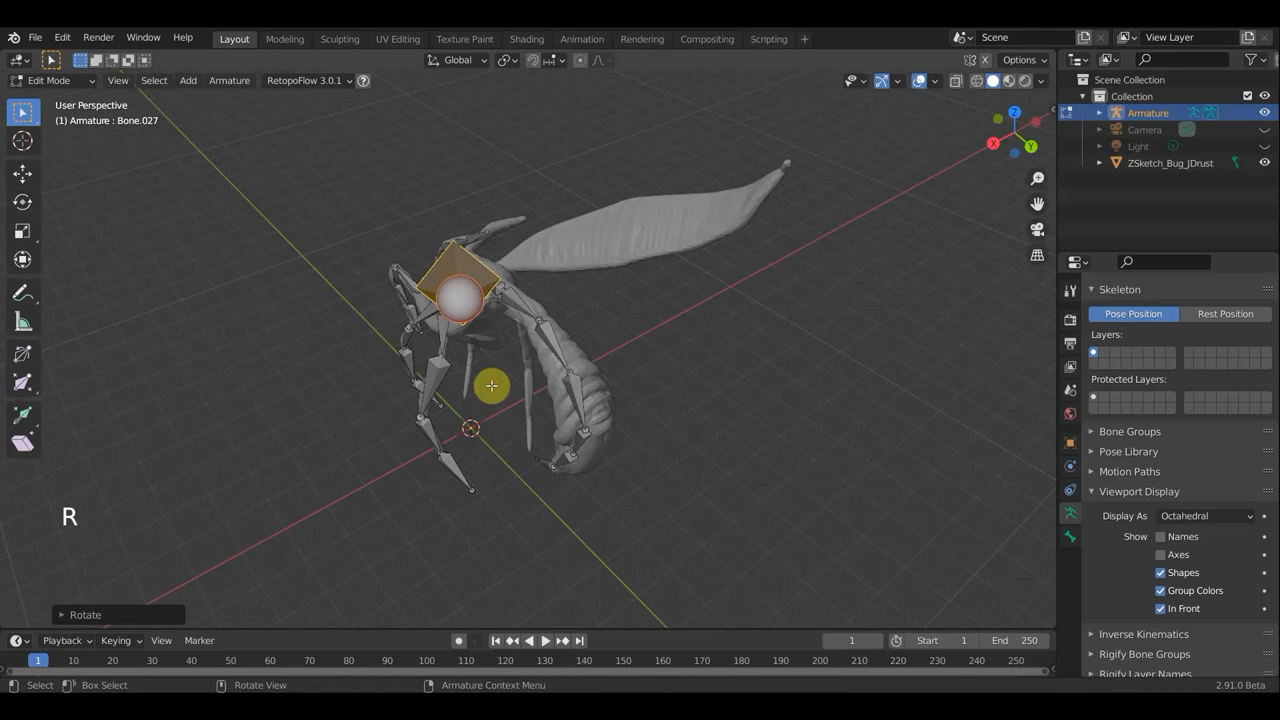 File Edit Render Window Help Layout Modeling Sculpting UV Editing Texture Paint Shading Animation Rendering Compositing Scripting + Scene View Layer
Global Options
Edit Mode View Select Add Armature RetopoFlow 3.0.1
User Perspective
(1) Armature : Bone.027
Scene Collection
Collection
Armature
Camera
Light
ZSketch_Bug_JDrust
X
Y
Z
Skeleton
Pose Position Rest Position
Layers:
Protected Layers:
Bone Groups
Pose Library
Motion Paths
Viewport Display
Display As Octahedral
Show Names
Axes
Shapes
Group Colors
In Front
Inverse Kinematics
Rigify Bone Groups
Rigify Layer Names
R
Rotate
Playback Keying View Marker 1 Start 1 End 250
1 10 20 30 40 50 60 70 80 90 100 110 120 130 140 150 160 170 180 190 200 210 220 230 240 250
Select Box Select Rotate View Armature Context Menu 2.91.0 Beta